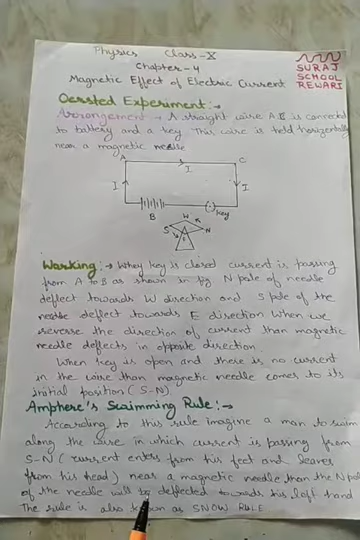 Physics Class-X
Chapter-4
Magnetic Effect of Electric Current
SURAJ
SCHOOL
REWARI
Oersted Experiment:→
Arrangement → A straight wire AB is connected
to battery and a key This wire is held horizontally
near a magnetic needle
A I C
I I
B key
W K
S N
Working:→ When key is closed current is passing
from A to B as shown in fig N pole of needle
deflect towards W direction and S pole of the
needle deflect towards E direction When we
reverse the direction of current than magnetic
needle deflects in opposite direction.
When key is open and there is no current
in the wire than magnetic needle comes to its
initial position (S-N)
Amphere's Swimming Rule:→
According to this rule imagine a man to swim
along the wire in which current is passing from
S-N (current enters from his feet and leaves
from his head) near a magnetic needle than the N pole
of the needle will be deflected towards his left hand
The rule is also known as SNOW RULE